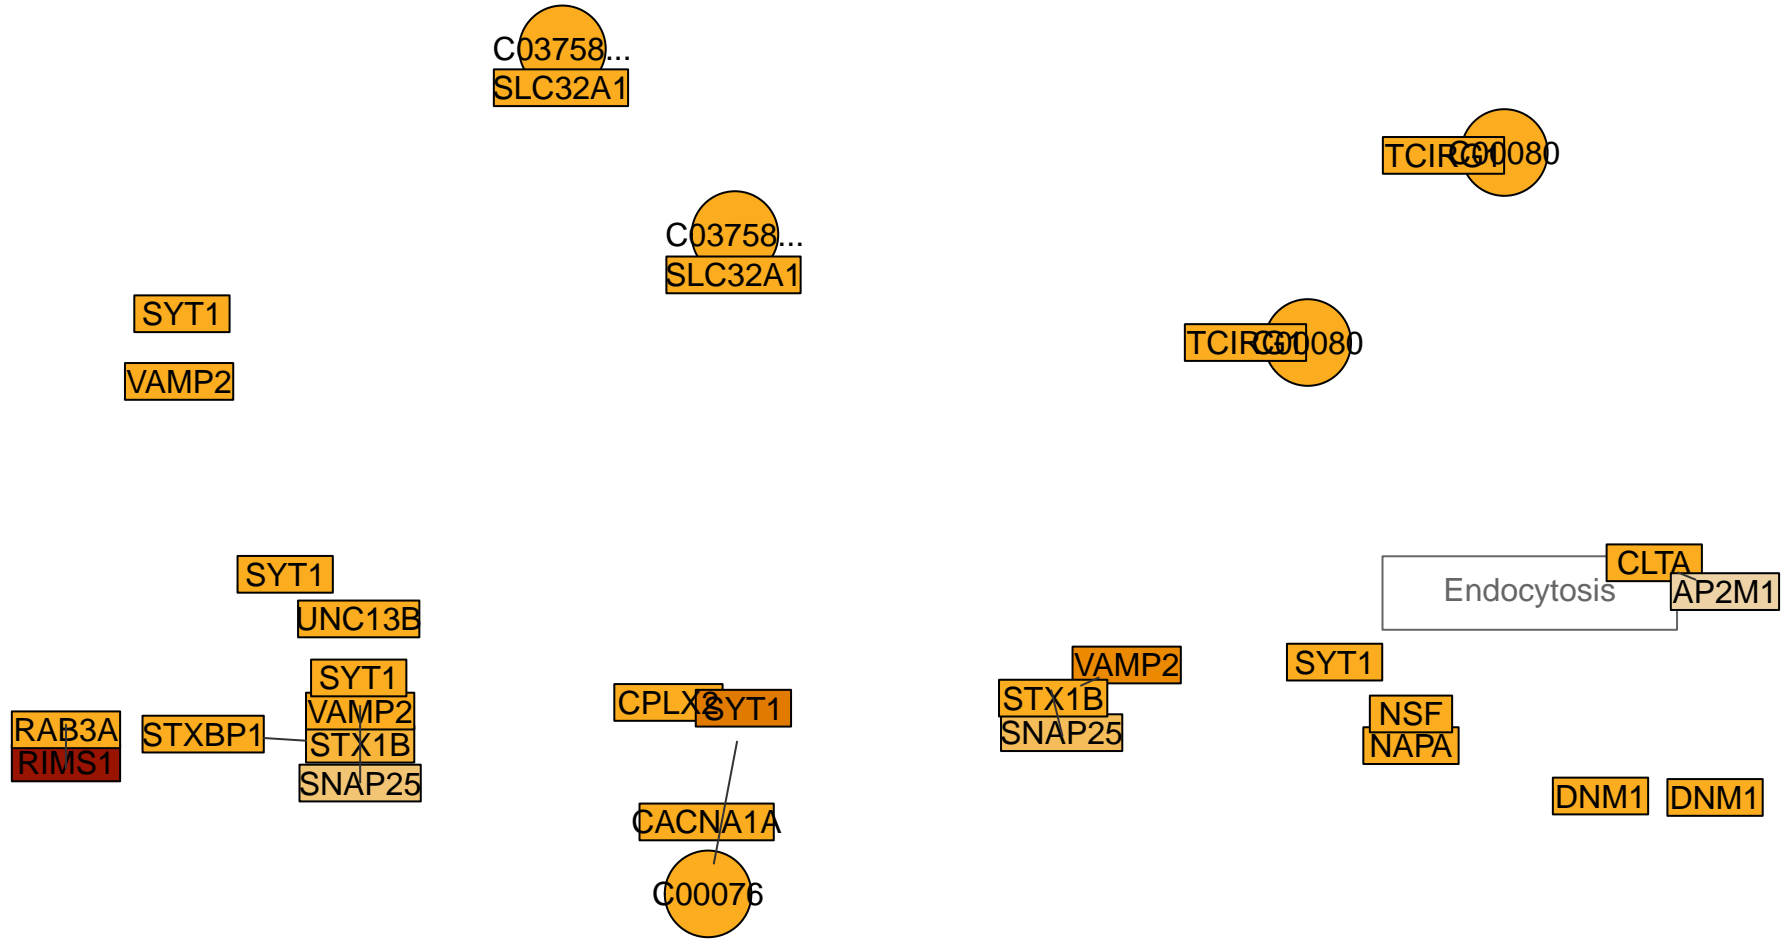 C03758...
SLC32A1
TCIRG1
C00080
C03758...
SLC32A1
SYT1
TCIRG1
C00080
VAMP2
SYT1
CLTA
Endocytosis
AP2M1
UNC13B
SYT1
VAMP2
SYT1
CPLX2
SYT1
STX1B
VAMP2
NSF
RAB3A
STXBP1
STX1B
SNAP25
NAPA
RIMS1
SNAP25
DNM1
DNM1
CACNA1A
C00076